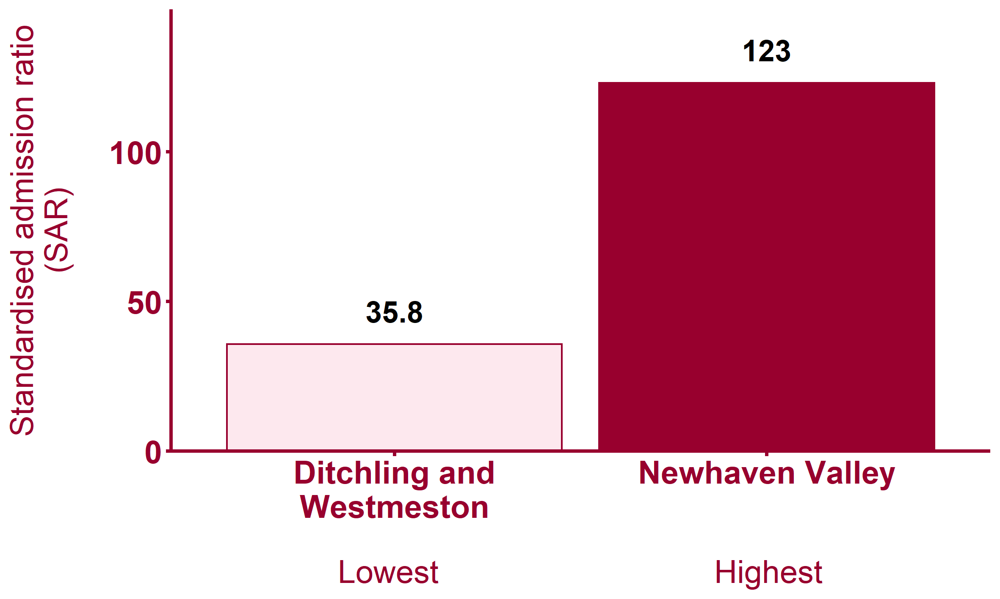 Standardised admission ratio
(SAR)
100
50
0
35.8
123
Ditchling and
Westmeston
Newhaven Valley
Lowest
Highest